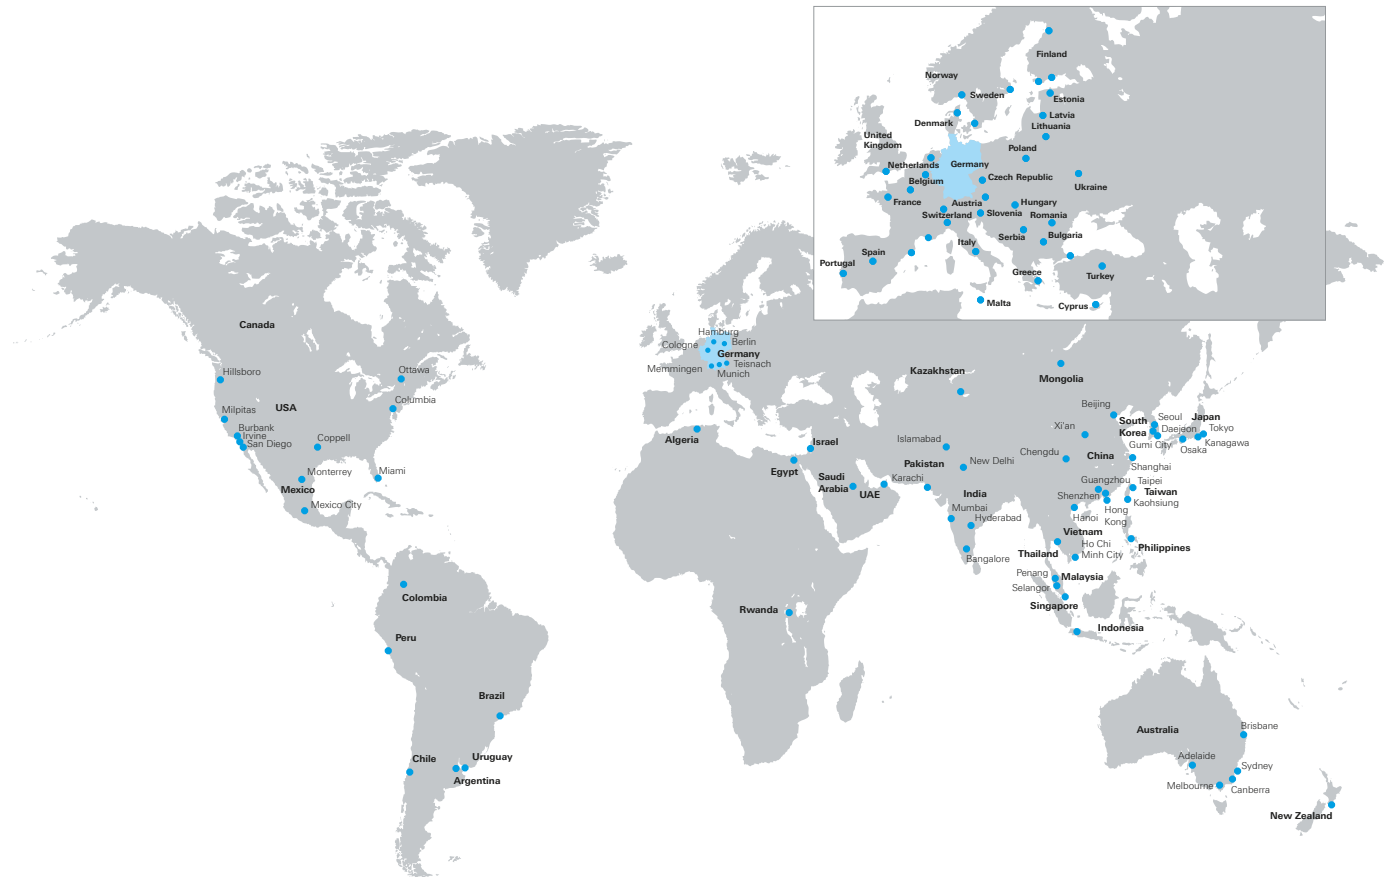 Finland
Norway
Sweden
Estonia
Latvia
Denmark
Lithuania
United
Kingdom
Poland
Netherlands
Germany
Czech Republic
Belgium
Ukraine
France
Austria
Hungary
Switzerland
Slovenia
Romania
Serbia
Bulgaria
Italy
Spain
Portugal
Greece
Turkey
Malta
Cyprus
Canada
Hillsboro
Ottawa
Columbia
Milpitas
USA
Burbank
Irvine
San Diego
Coppell
Monterrey
Miami
Mexico
Mexico City
Colombia
Peru
Brazil
Chile
Uruguay
Argentina
Hamburg
Cologne
Berlin
Germany
Memmingen
Teisnach
Munich
Algeria
Israel
Egypt
Saudi
Arabia
UAE
Rwanda
Kazakhstan
Mongolia
Islamabad
Pakistan
New Delhi
Karachi
India
Mumbai
Hyderabad
Bangalore
Beijing
Xi'an
Chengdu
China
South
Korea
Seoul
Daejeon
Gumi City
Japan
Tokyo
Kanagawa
Osaka
Shanghai
Guangzhou
Taipei
Shenzhen
Taiwan
Kaohsiung
Hong
Kong
Hanoi
Vietnam
Thailand
Ho Chi
Minh City
Philippines
Penang
Malaysia
Selangor
Singapore
Indonesia
Australia
Brisbane
Adelaide
Sydney
Melbourne
Canberra
New Zealand